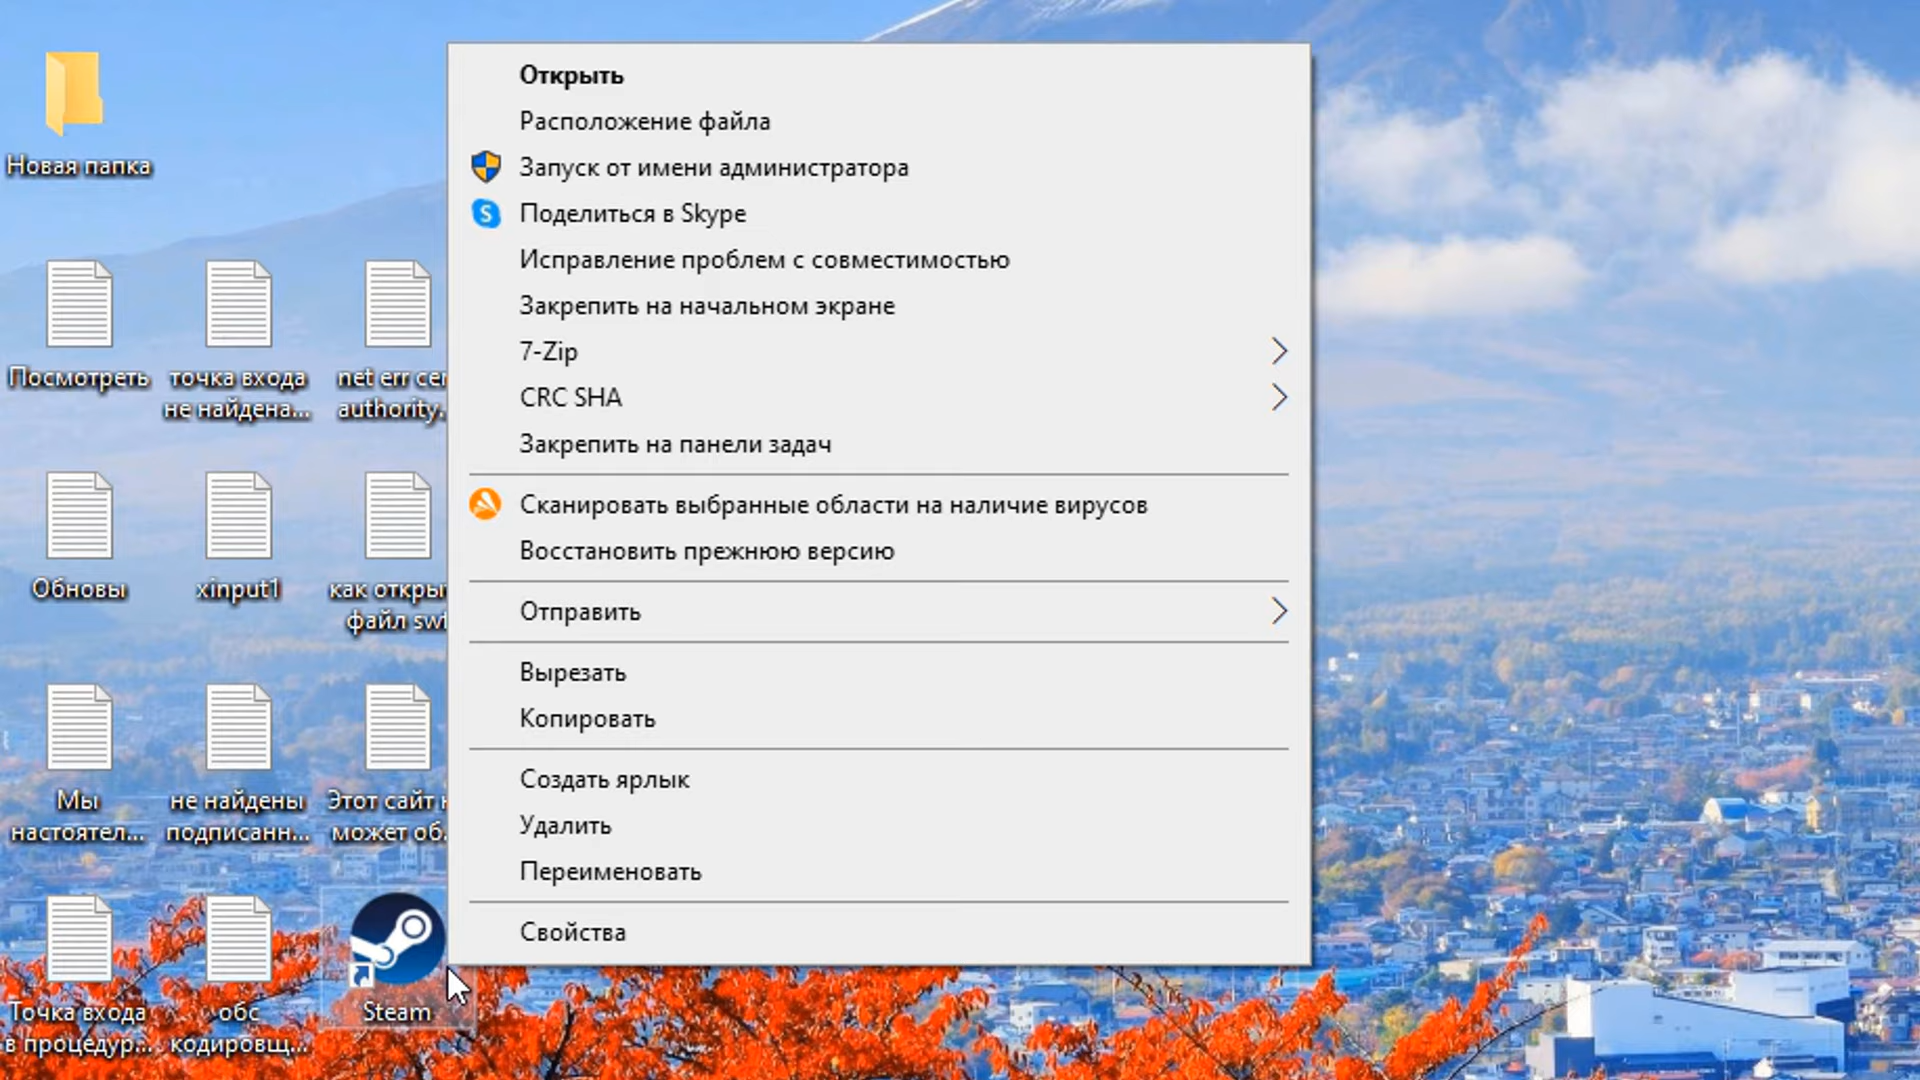 Новая папка
Посмотреть
точка входа
не найдена...
net err cer
authority.
Обновы
xinput1
как откры
файл swf
Мы
настоятел...
не найдены
подписанн...
Этот сайт н
может об.
Точка входа
в процедур...
обс
кодировщ...
Steam
Открыть
Расположение файла
Запуск от имени администратора
Поделиться в Skype
Исправление проблем с совместимостью
Закрепить на начальном экране
7-Zip
CRC SHA
Закрепить на панели задач
Сканировать выбранные области на наличие вирусов
Восстановить прежнюю версию
Отправить
Вырезать
Копировать
Создать ярлык
Удалить
Переименовать
Свойства